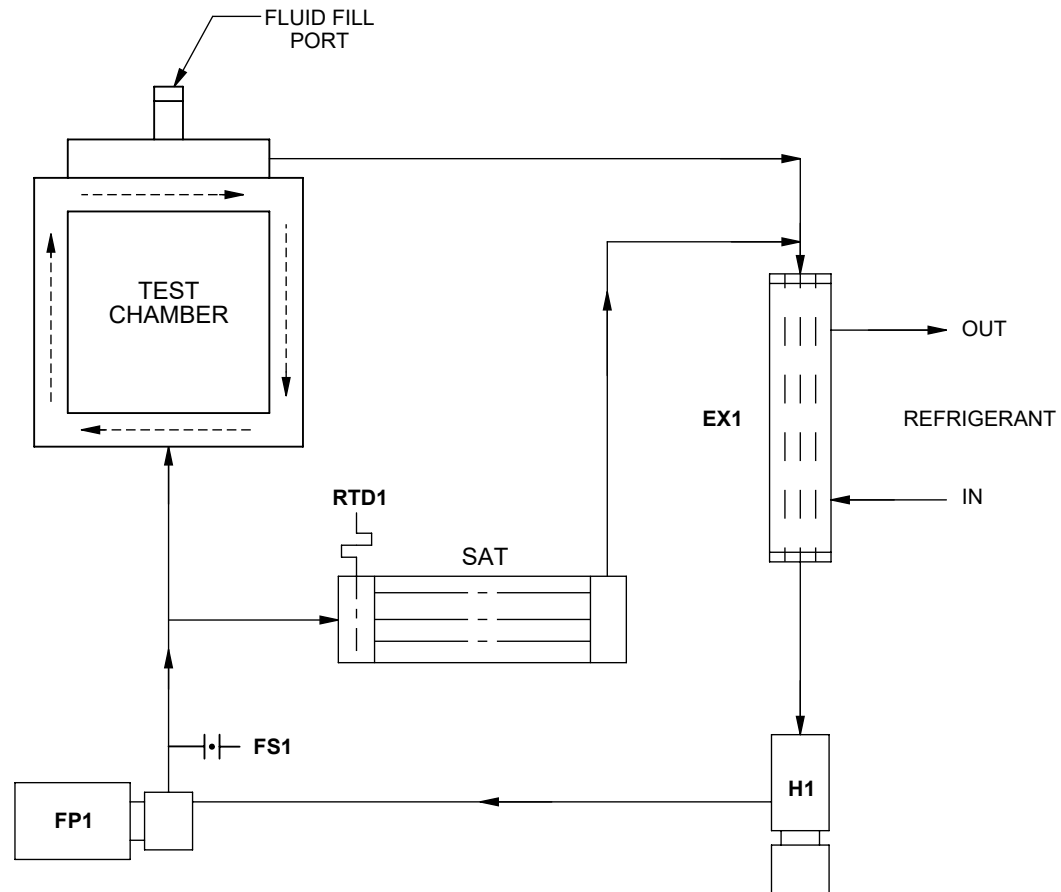 FLUID FILL
PORT
TEST
CHAMBER
OUT
EX1
REFRIGERANT
RTD1
IN
SAT
FS1
H1
FP1